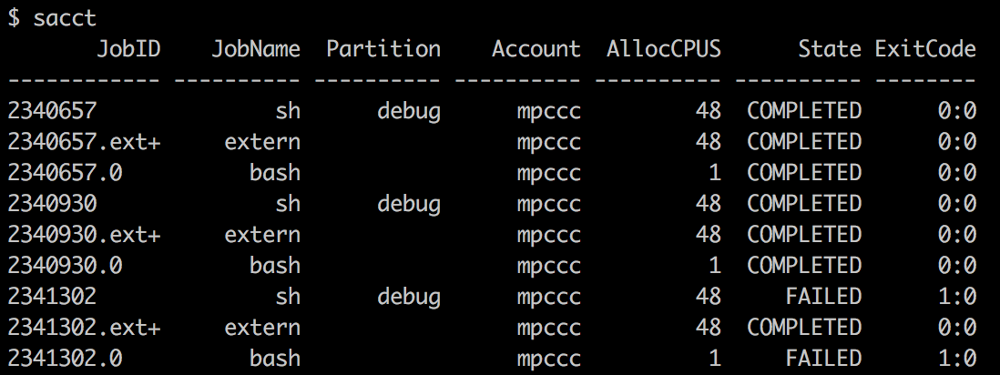 $ sacct
       JobID    JobName  Partition    Account  AllocCPUS      State ExitCode
------------ ---------- ---------- ---------- ---------- ---------- --------
2340657              sh      debug      mpccc         48  COMPLETED      0:0
2340657.ext+     extern                 mpccc         48  COMPLETED      0:0
2340657.0          bash                 mpccc          1  COMPLETED      0:0
2340930              sh      debug      mpccc         48  COMPLETED      0:0
2340930.ext+     extern                 mpccc         48  COMPLETED      0:0
2340930.0          bash                 mpccc          1  COMPLETED      0:0
2341302              sh      debug      mpccc         48     FAILED      1:0
2341302.ext+     extern                 mpccc         48  COMPLETED      0:0
2341302.0          bash                 mpccc          1     FAILED      1:0